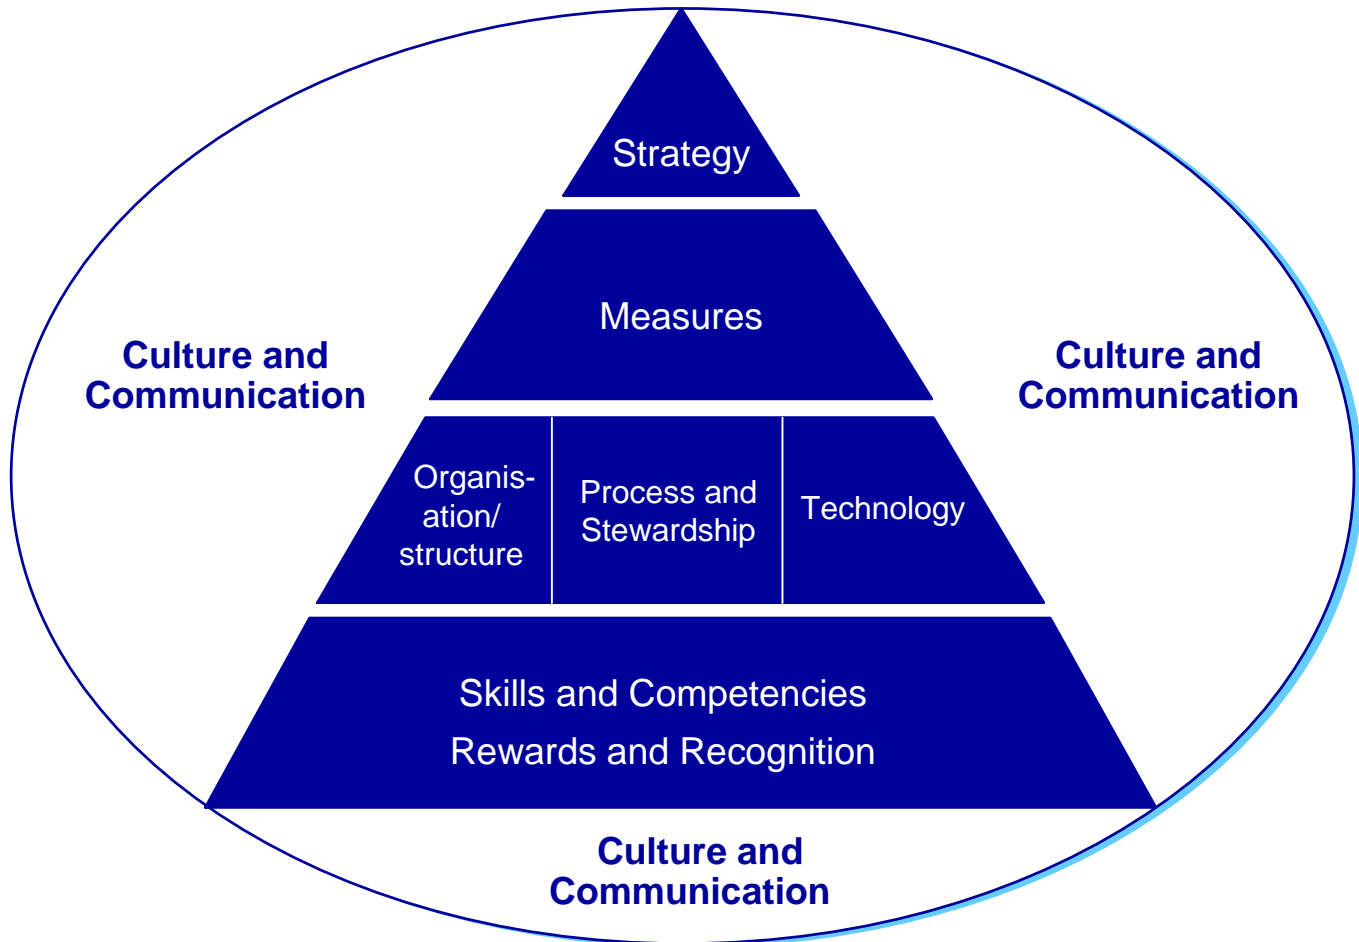 Strategy
Measures
Culture and
Communication
Culture and
Communication
Organis-
ation/
structure
Process and
Stewardship
Technology
Skills and Competencies
Rewards and Recognition
Culture and
Communication